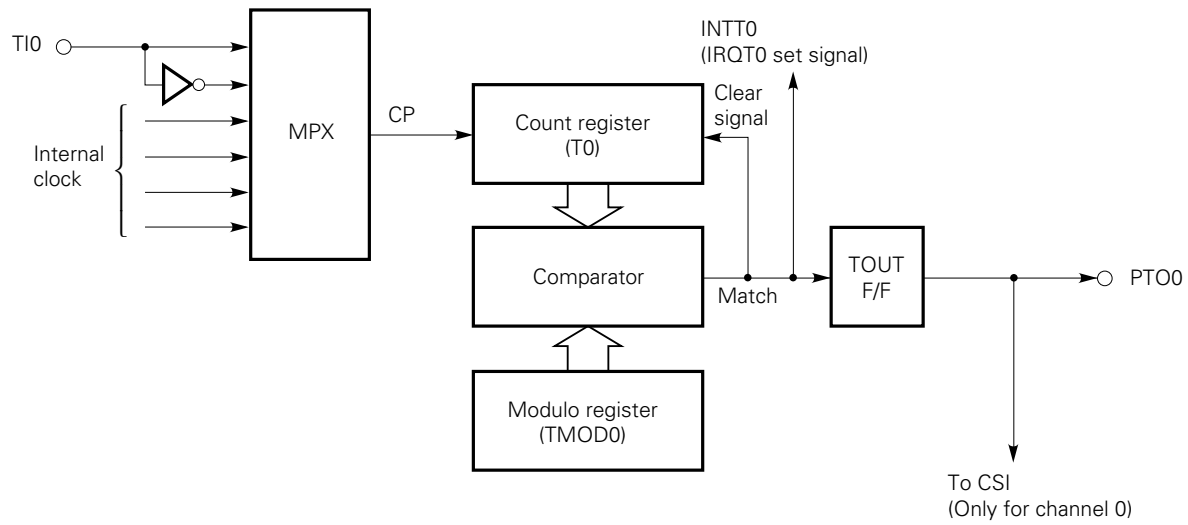 TI0
Internal
clock
MPX
CP
Count register
(T0)
Clear
signal
INTT0
(IRQT0 set signal)
Comparator
Match
TOUT
F/F
PTO0
Modulo register
(TMOD0)
To CSI
(Only for channel 0)